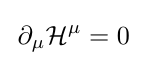 ∂_μ ℋ^μ = 0